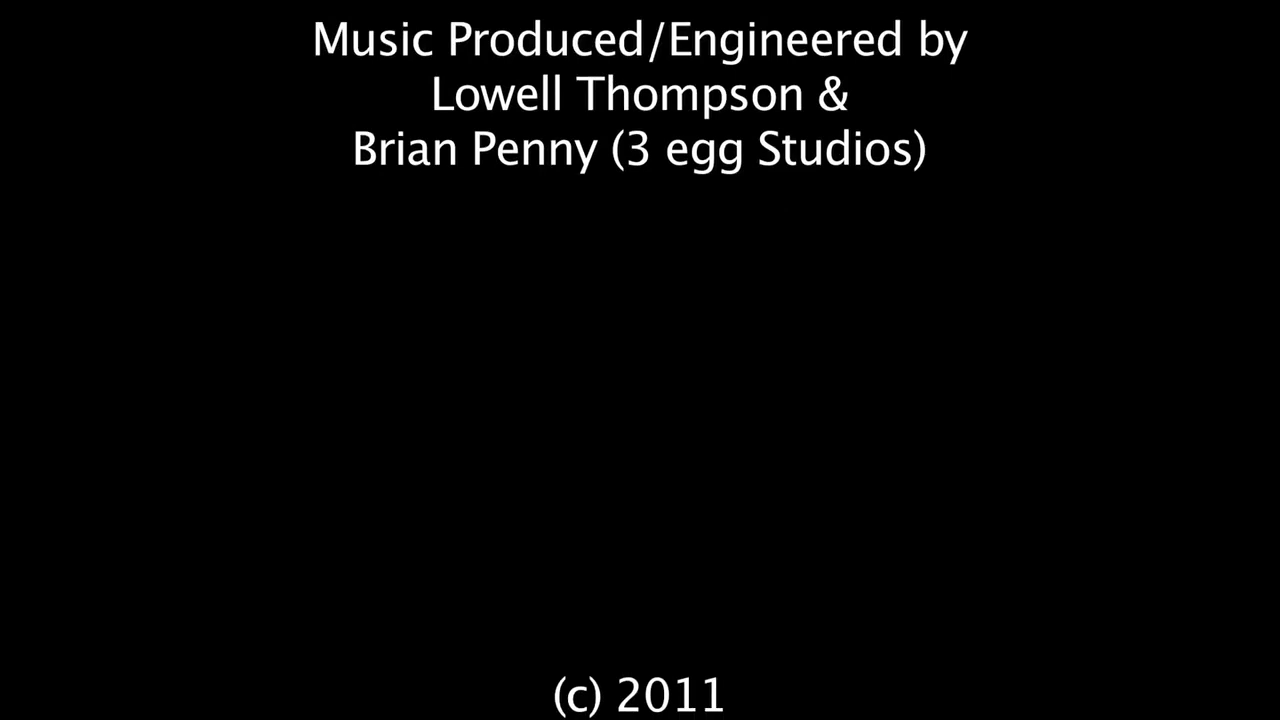 Music Produced/Engineered by
Lowell Thompson &
Brian Penny (3 egg Studios)
(c) 2011